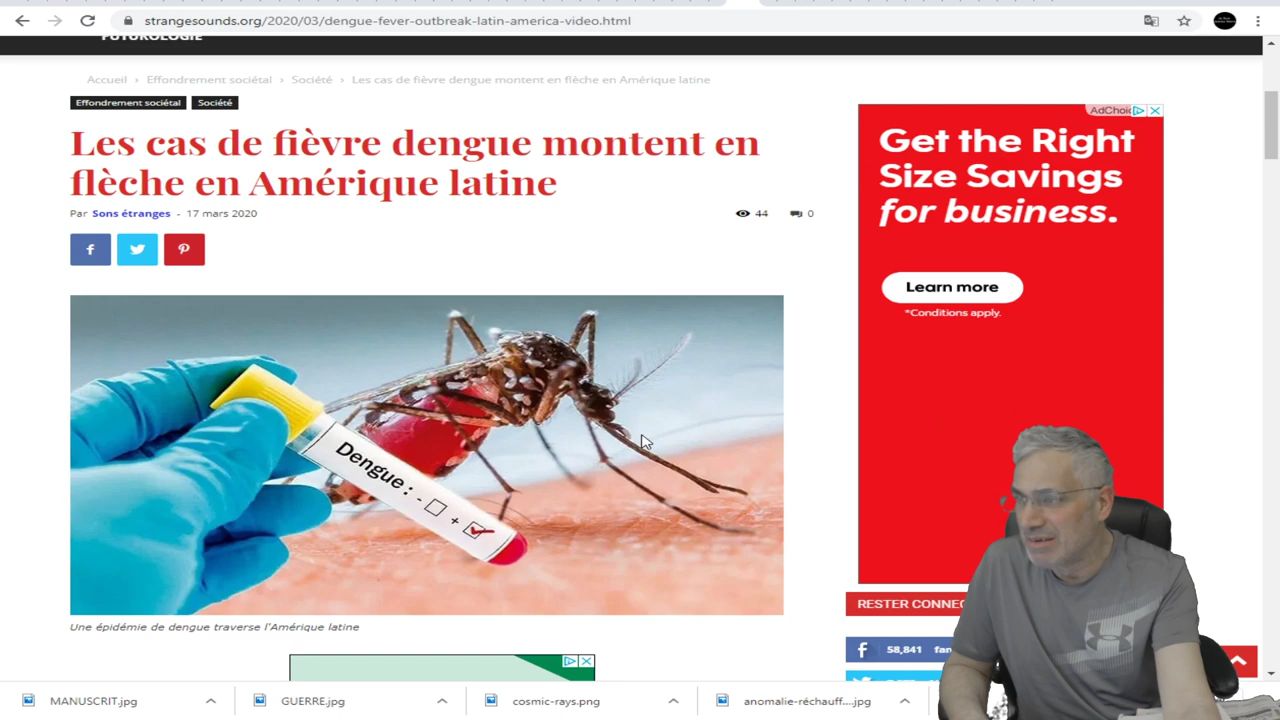 strangesounds.org/2020/03/dengue-fever-outbreak-latin-america-video.html
FUTUROLOGIE
Accueil › Effondrement sociétal › Société › Les cas de fièvre dengue montent en flèche en Amérique latine
Effondrement sociétal Société
Les cas de fièvre dengue montent en
flèche en Amérique latine
Par Sons étranges - 17 mars 2020
44
0
Dengue :
- +
Une épidémie de dengue traverse l'Amérique latine
Get the Right
Size Savings
for business.
Learn more
*Conditions apply.
RESTER CONNEC
58,841 fan
MANUSCRIT.jpg
GUERRE.jpg
cosmic-rays.png
anomalie-réchauff....jpg